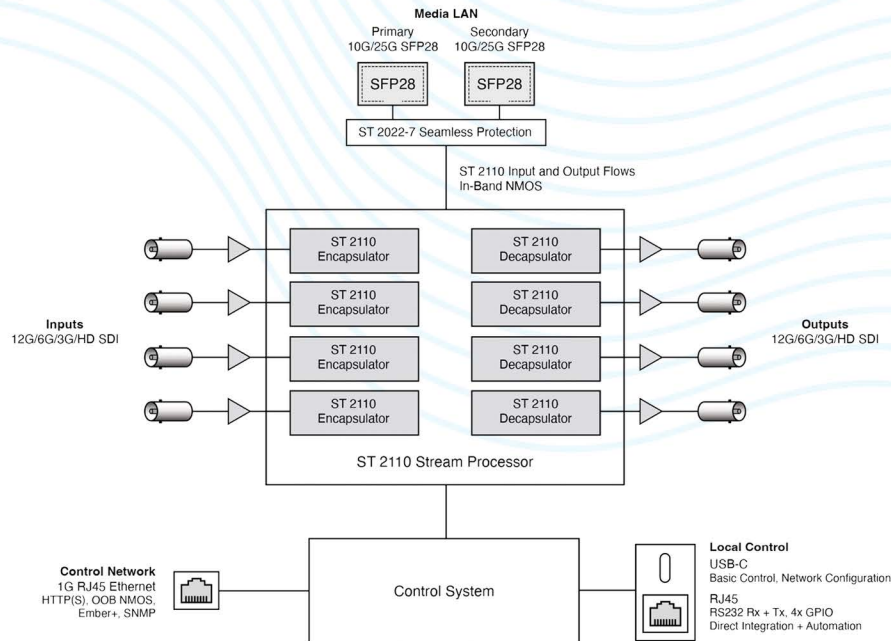 Media LAN
Primary
10G/25G SFP28
Secondary
10G/25G SFP28
SFP28
SFP28
ST 2022-7 Seamless Protection
ST 2110 Input and Output Flows
In-Band NMOS
Inputs
12G/6G/3G/HD SDI
ST 2110
Encapsulator
ST 2110
Decapsulator
ST 2110
Encapsulator
ST 2110
Decapsulator
ST 2110
Encapsulator
ST 2110
Decapsulator
ST 2110
Encapsulator
ST 2110
Decapsulator
Outputs
12G/6G/3G/HD SDI
ST 2110 Stream Processor
Control Network
1G RJ45 Ethernet
HTTP(S), OOB NMOS,
Ember+, SNMP
Control System
Local Control
USB-C
Basic Control, Network Configuration
RJ45
RS232 Rx + Tx, 4x GPIO
Direct Integration + Automation